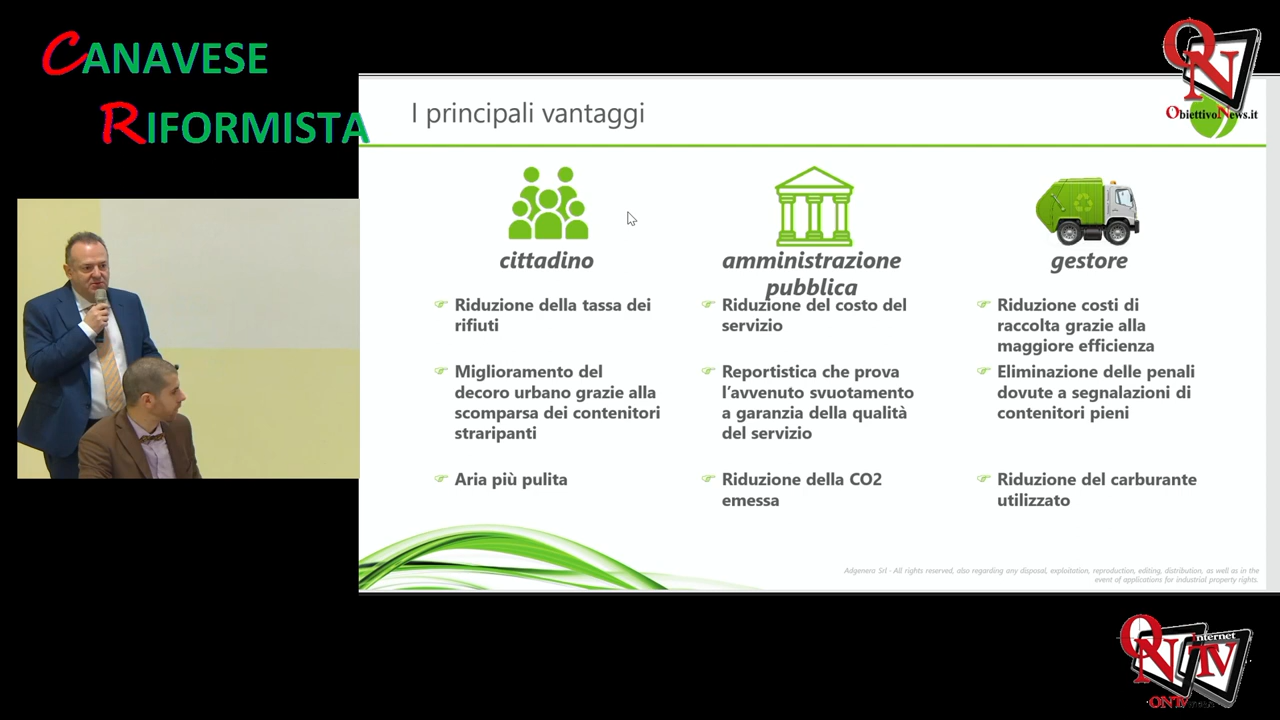 CANAVESE
RIFORMISTA
ON
ObiettivoNews.it
I principali vantaggi
cittadino
Riduzione della tassa dei
rifiuti
Miglioramento del
decoro urbano grazie alla
scomparsa dei contenitori
straripanti
Aria più pulita
amministrazione
pubblica
Riduzione del costo del
servizio
Reportistica che prova
l'avvenuto svuotamento
a garanzia della qualità
del servizio
Riduzione della CO2
emessa
gestore
Riduzione costi di
raccolta grazie alla
maggiore efficienza
Eliminazione delle penali
dovute a segnalazioni di
contenitori pieni
Riduzione del carburante
utilizzato
Adgenera Srl - All rights reserved, also regarding any disposal, exploitation, reproduction, editing, distribution, as well as in the
event of applications for industrial property rights.
ON
internet
TV